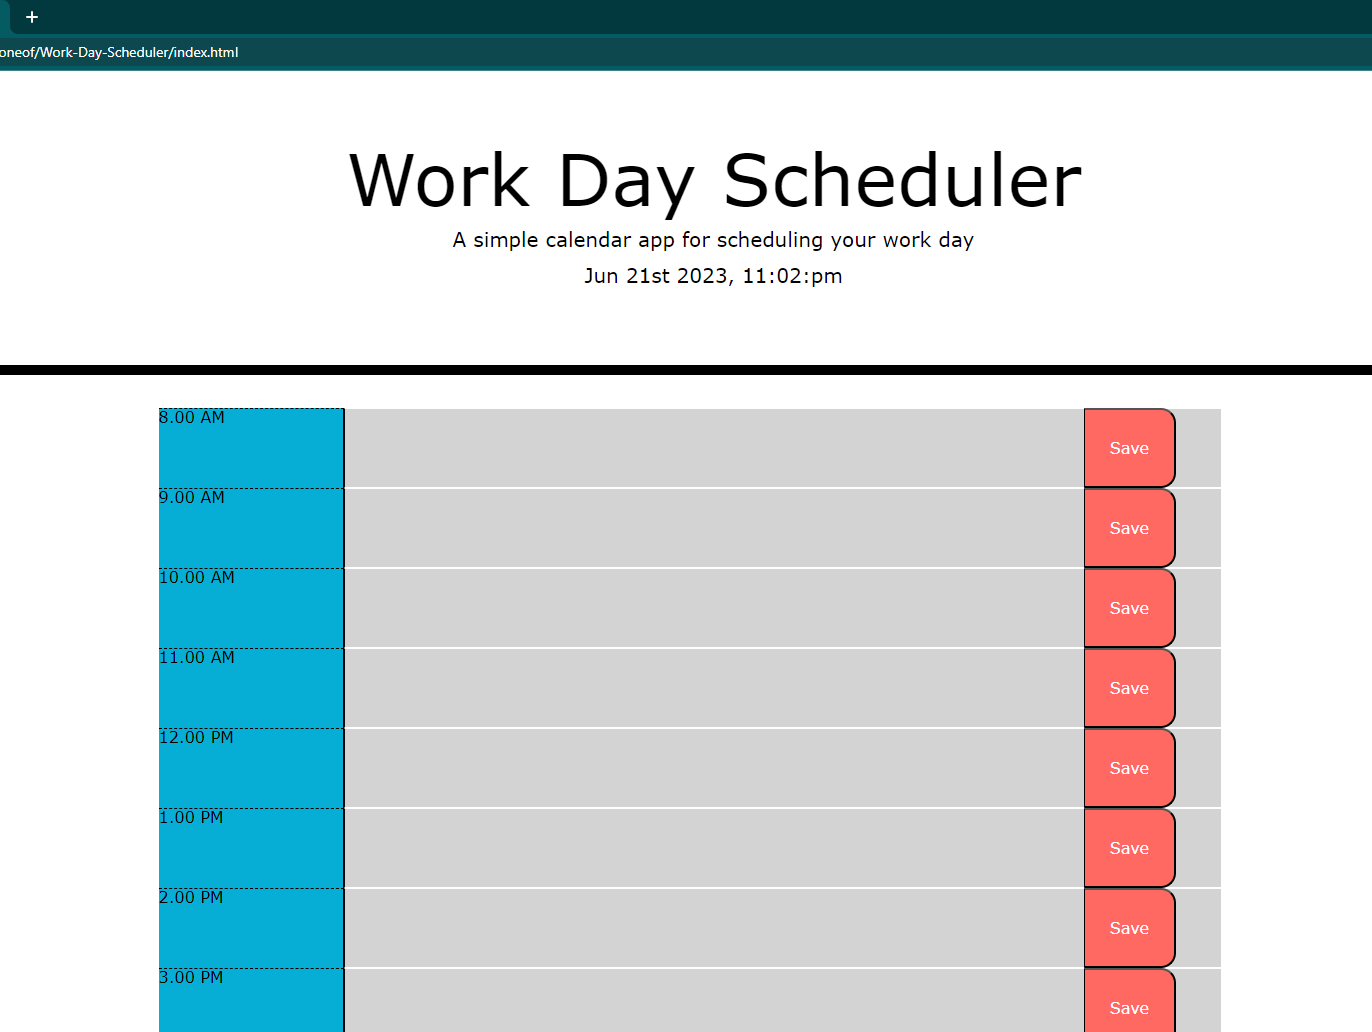 +
oneof/Work-Day-Scheduler/index.html
Work Day Scheduler
A simple calendar app for scheduling your work day
Jun 21st 2023, 11:02:pm
8.00 AM
Save
9.00 AM
Save
10.00 AM
Save
11.00 AM
Save
12.00 PM
Save
1.00 PM
Save
2.00 PM
Save
3.00 PM
Save